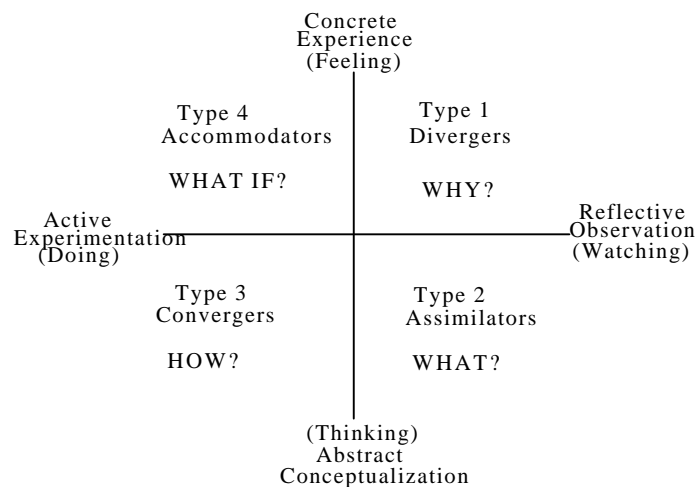 Concrete
Experience
(Feeling)
Type 4
Accommodators
WHAT IF?
Type 1
Divergers
WHY?
Active
Experimentation
(Doing)
Reflective
Observation
(Watching)
Type 3
Convergers
HOW?
Type 2
Assimilators
WHAT?
(Thinking)
Abstract
Conceptualization